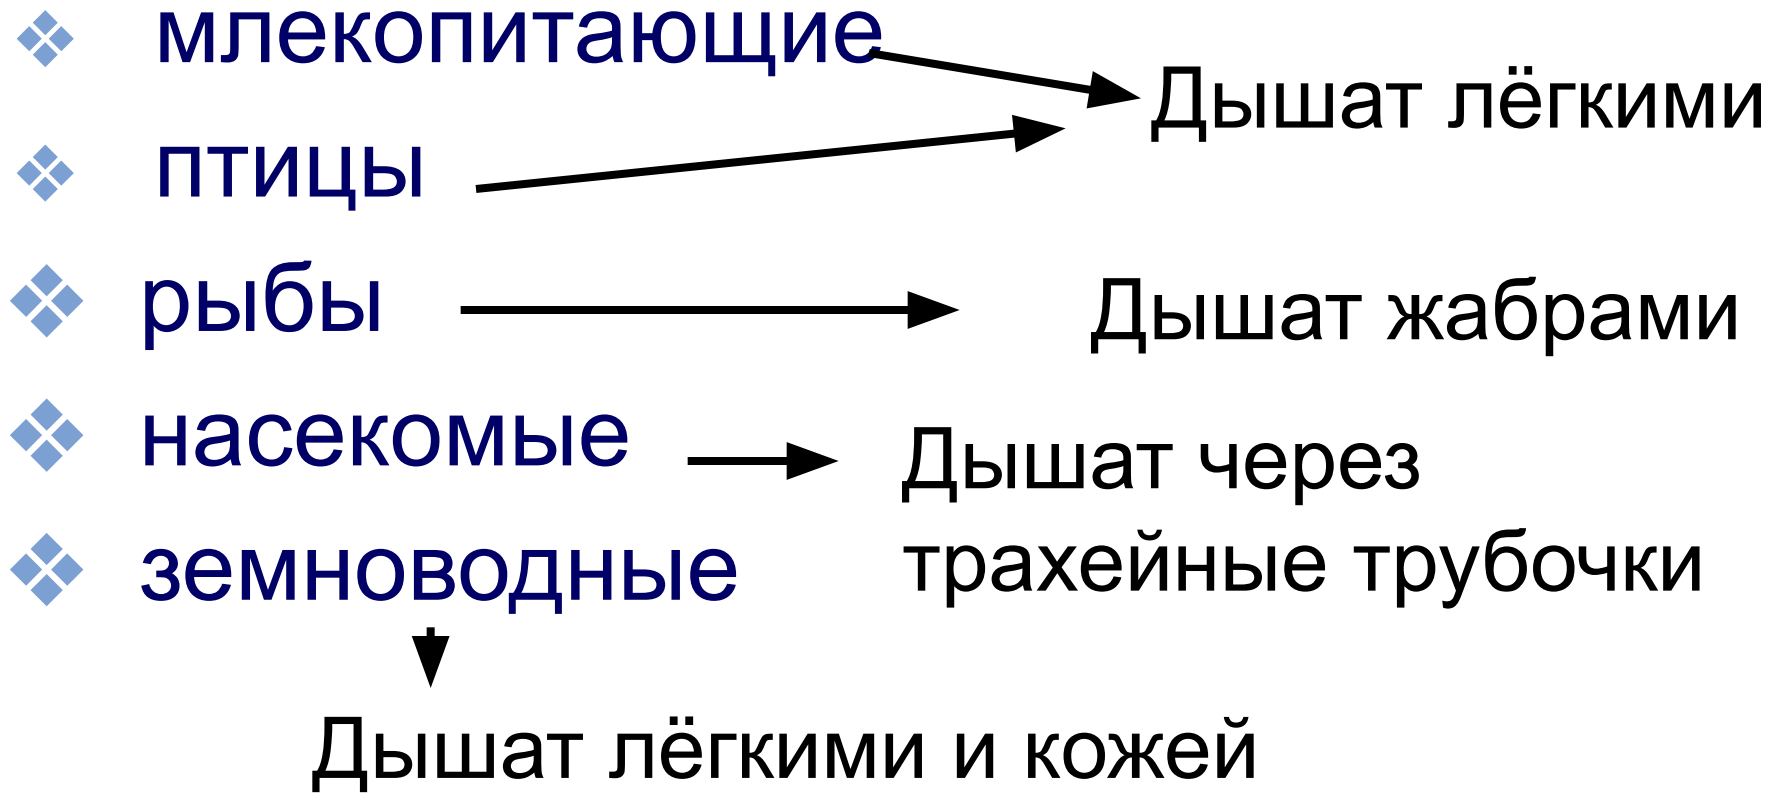 млекопитающие
Дышат лёгкими
птицы
рыбы
Дышат жабрами
насекомые
Дышат через
трахейные трубочки
земноводные
Дышат лёгкими и кожей